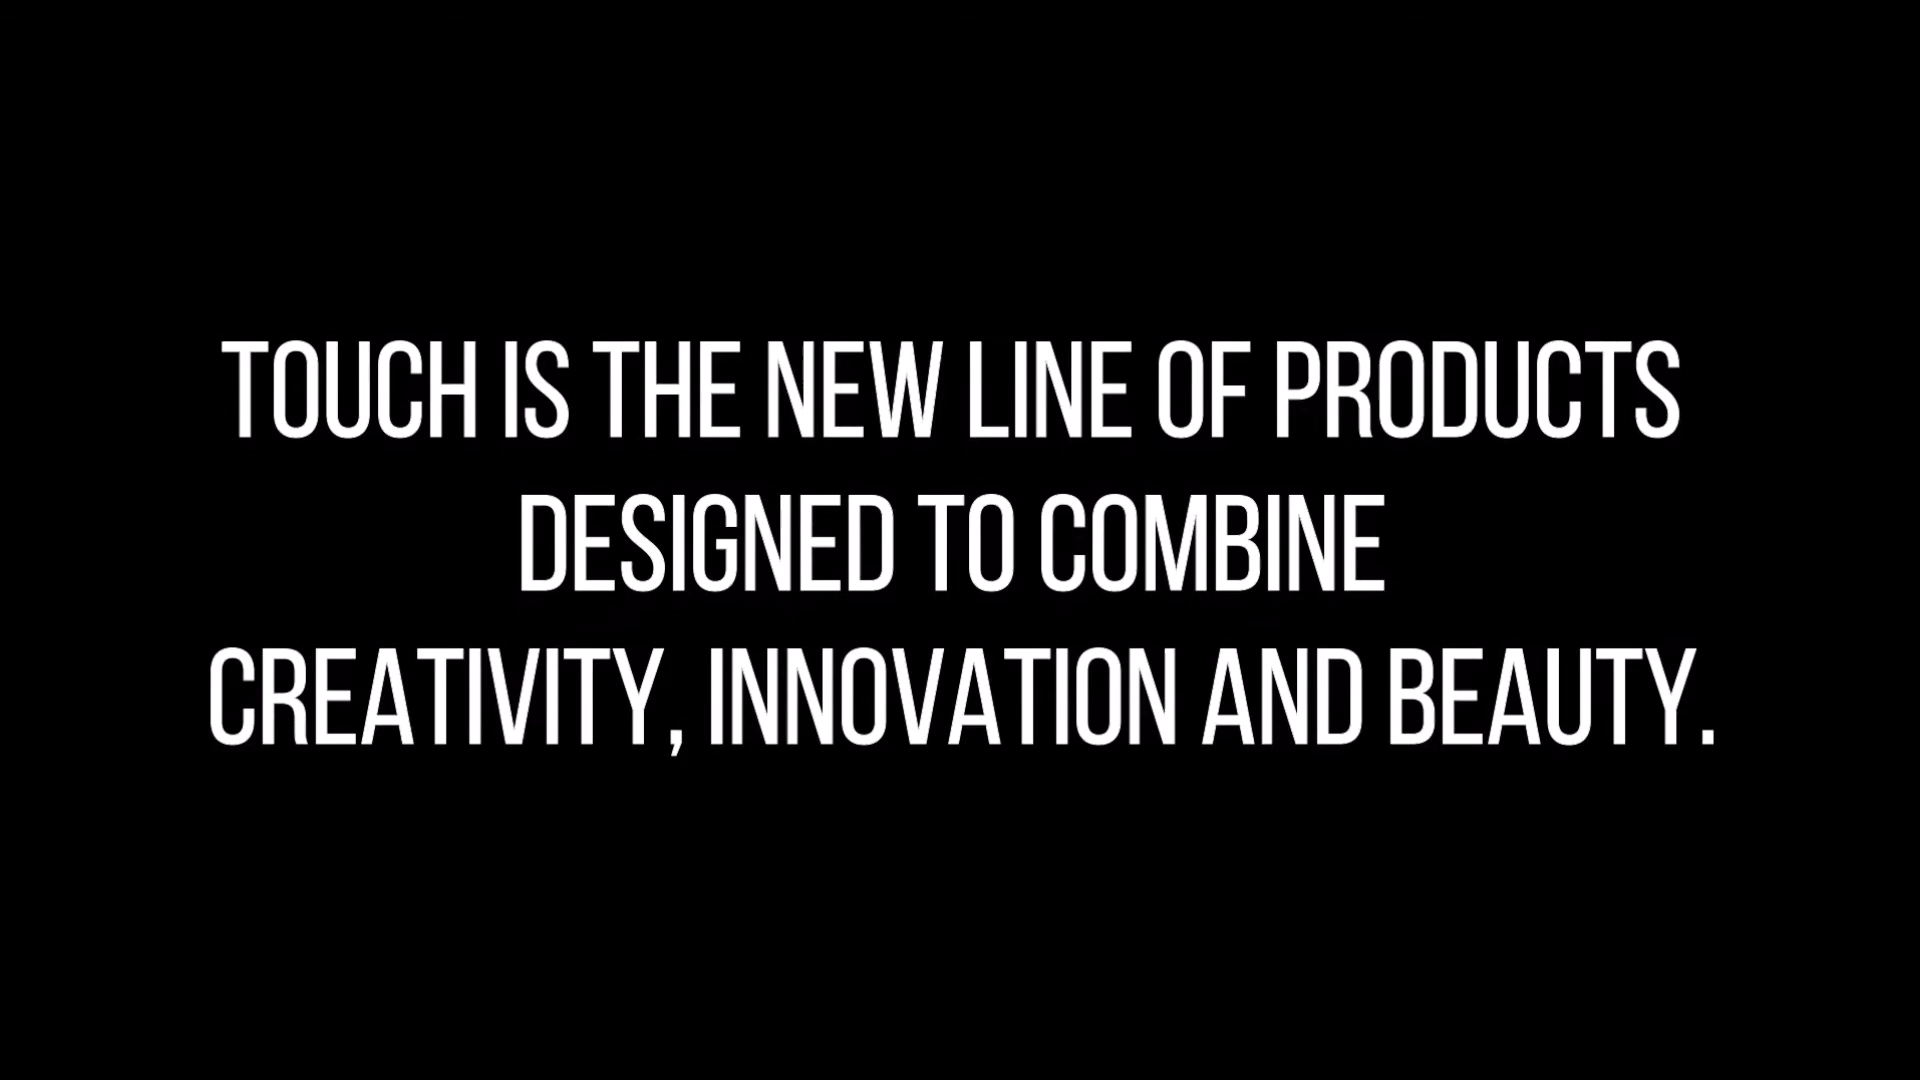 TOUCH IS THE NEW LINE OF PRODUCTS
DESIGNED TO COMBINE
CREATIVITY, INNOVATION AND BEAUTY.